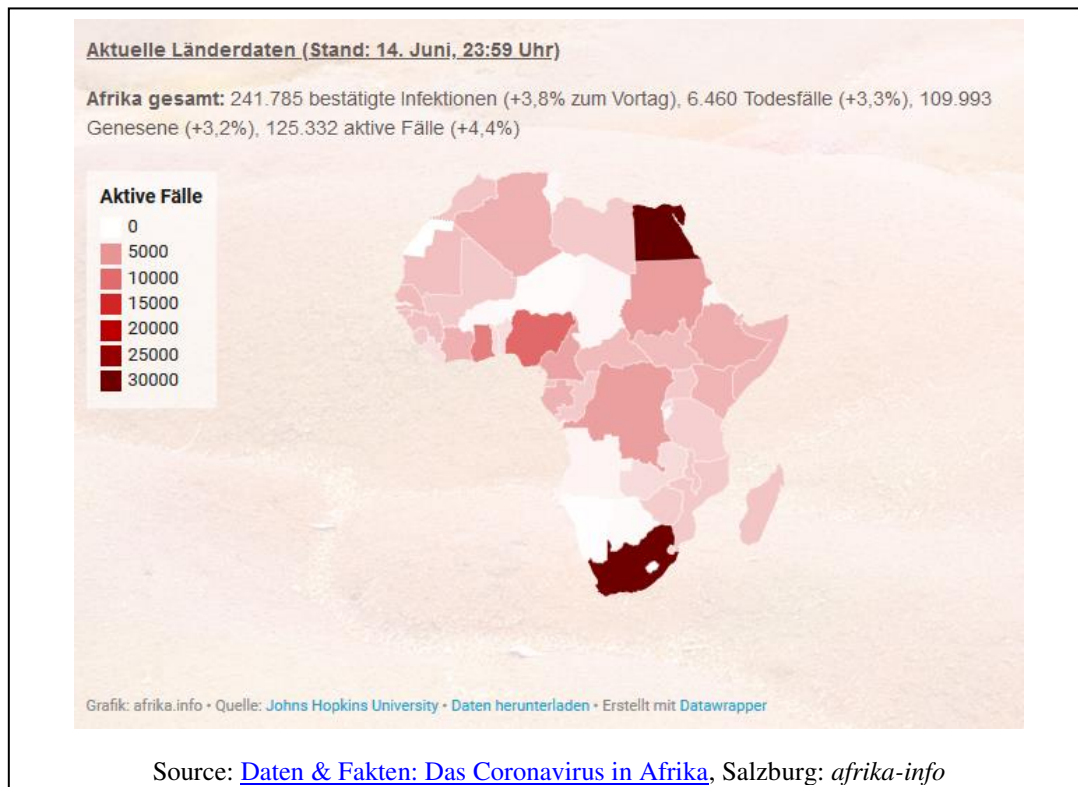 Aktuelle Länderdaten (Stand: 14. Juni, 23:59 Uhr)
Afrika gesamt: 241.785 bestätigte Infektionen (+3,8% zum Vortag), 6.460 Todesfälle (+3,3%), 109.993
Genesene (+3,2%), 125.332 aktive Fälle (+4,4%)
Aktive Fälle
0
5000
10000
15000
20000
25000
30000
Grafik: afrika.info • Quelle: Johns Hopkins University • Daten herunterladen • Erstellt mit Datawrapper
Source: Daten & Fakten: Das Coronavirus in Afrika, Salzburg: afrika-info